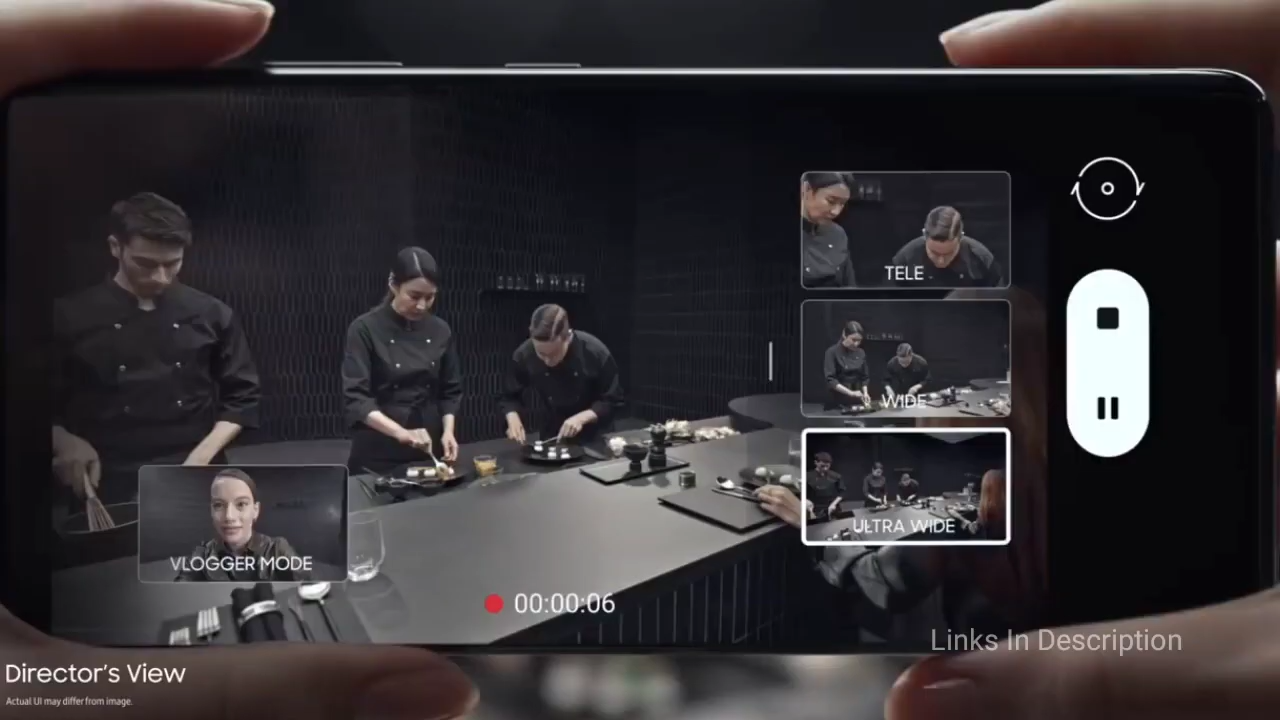 TELE
WIDE
ULTRA WIDE
VLOGGER MODE
00:00:06
Links In Description
Director's View
Actual UI may differ from image.